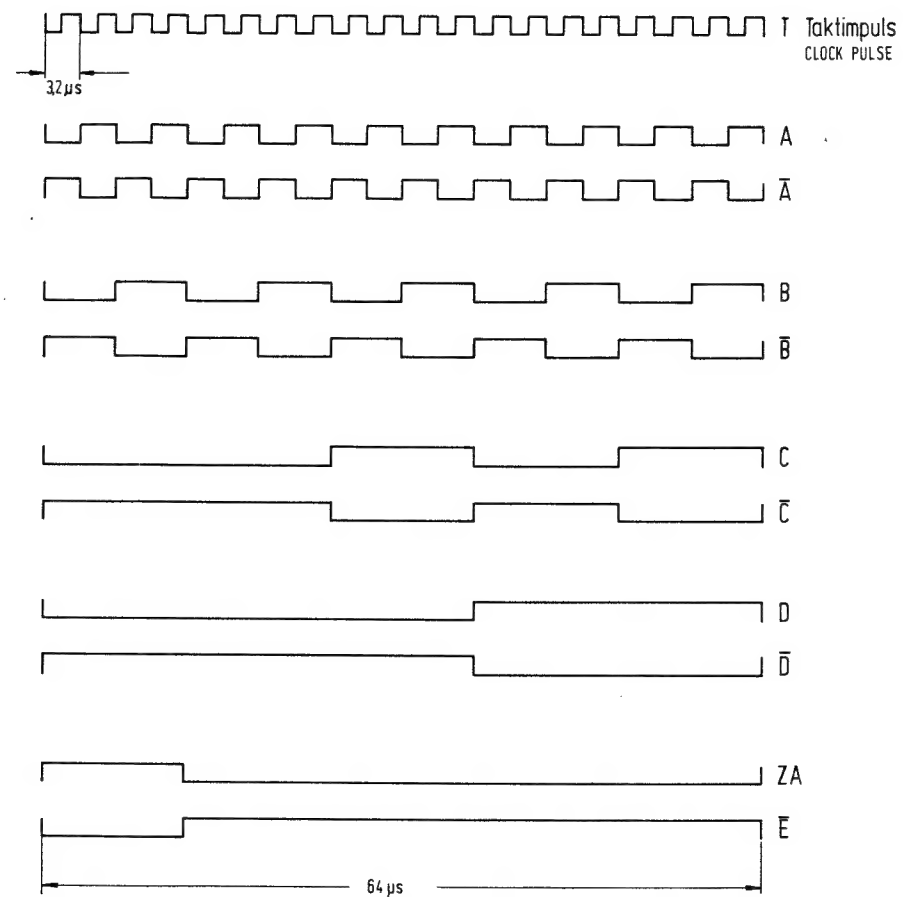 T Taktimpuls
CLOCK PULSE
3,2 µs
A
A̅
B
B̅
C
C̅
D
D̅
ZA
E̅
64 µs